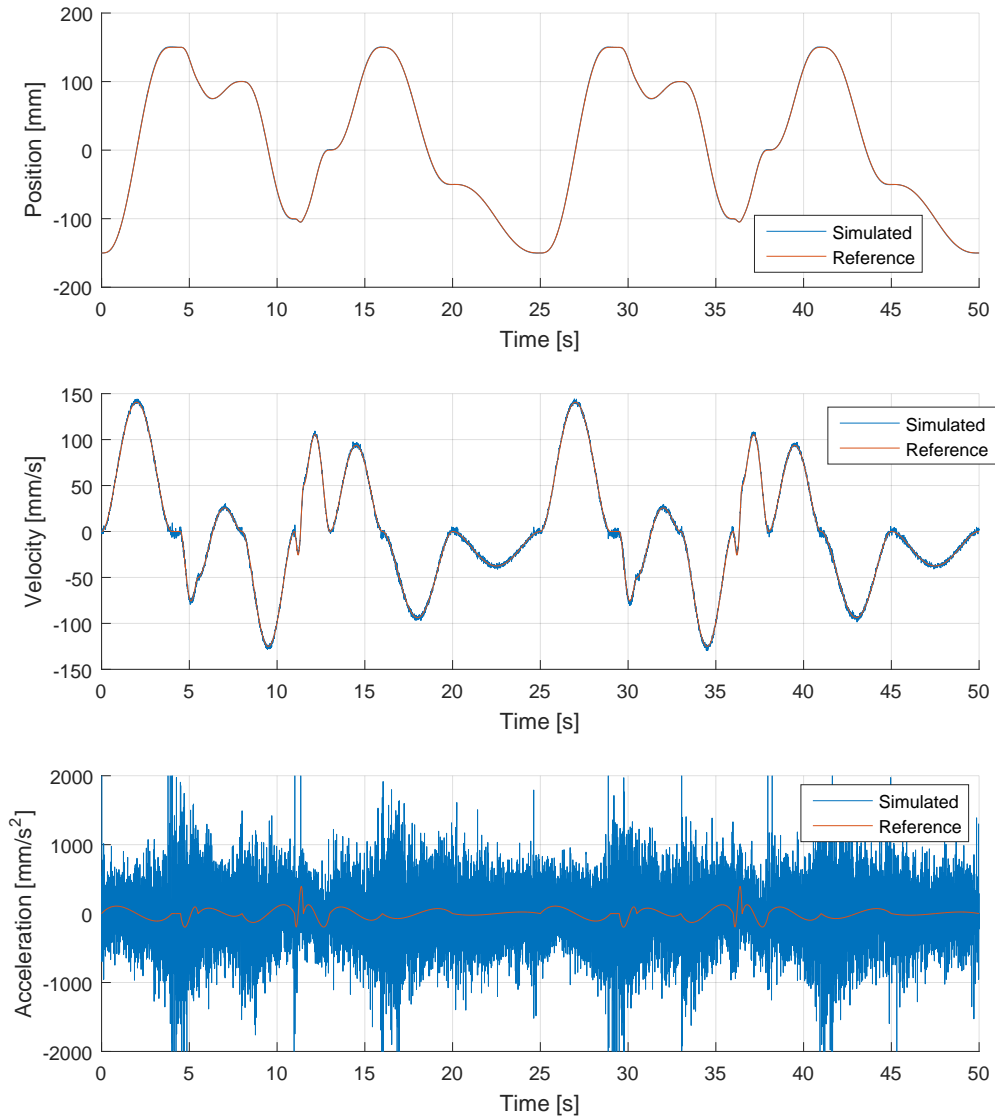 Position [mm]
200
100
0
-100
-200
Simulated
Reference
0 5 10 15 20 25 30 35 40 45 50
Time [s]
Velocity [mm/s]
150
100
50
0
-50
-100
-150
Simulated
Reference
0 5 10 15 20 25 30 35 40 45 50
Time [s]
Acceleration [mm/s²]
2000
1000
0
-1000
-2000
Simulated
Reference
0 5 10 15 20 25 30 35 40 45 50
Time [s]